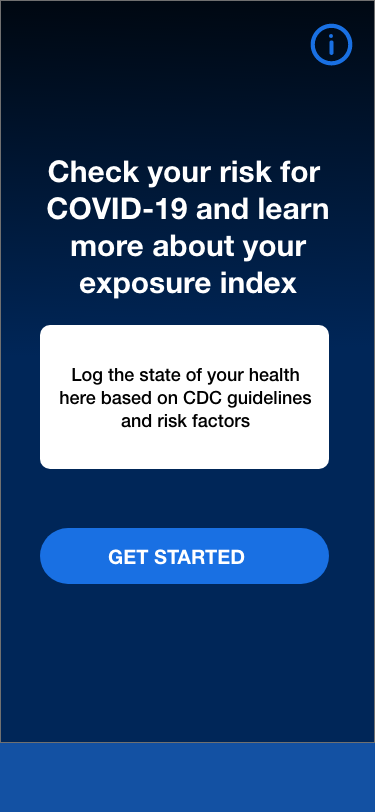 Check your risk for
COVID-19 and learn
more about your
exposure index
Log the state of your health
here based on CDC guidelines
and risk factors
GET STARTED